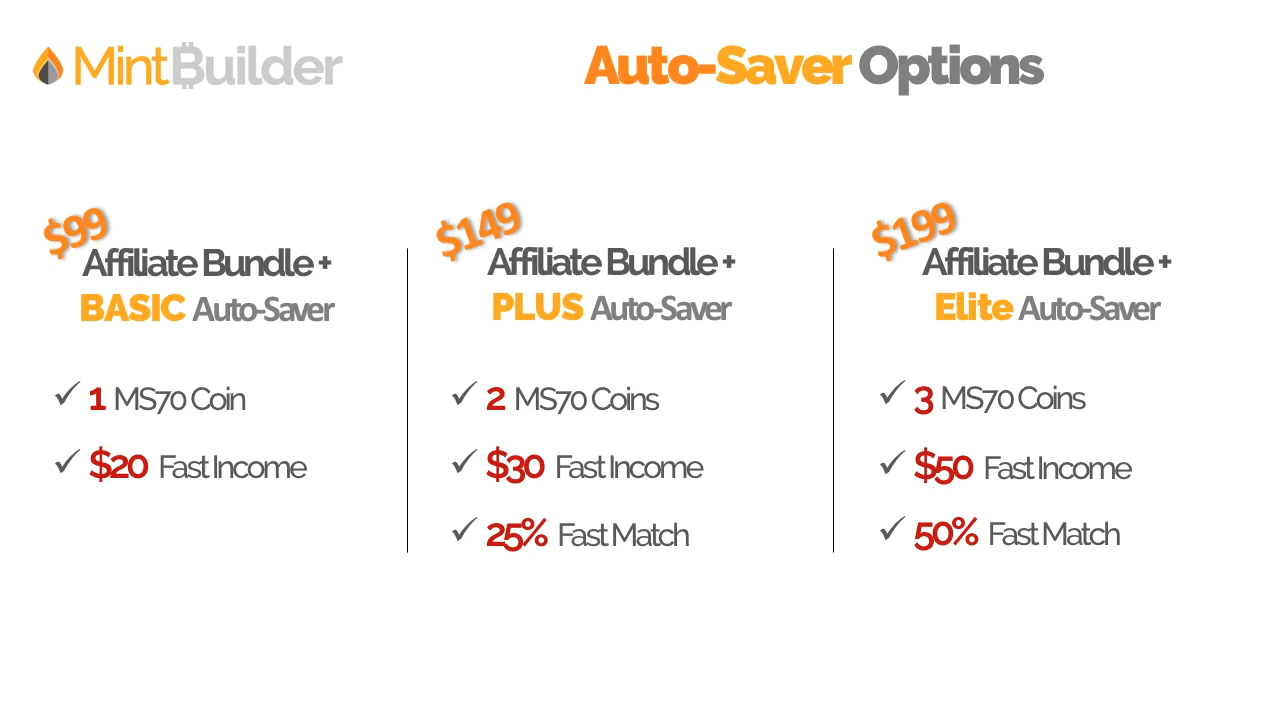 MintBuilder
Auto-Saver Options
$99
Affiliate Bundle +
BASIC Auto-Saver
✓ 1 MS70 Coin
✓ $20 Fast Income
$149
Affiliate Bundle +
PLUS Auto-Saver
✓ 2 MS70 Coins
✓ $30 Fast Income
✓ 25% Fast Match
$199
Affiliate Bundle +
Elite Auto-Saver
✓ 3 MS70 Coins
✓ $50 Fast Income
✓ 50% Fast Match